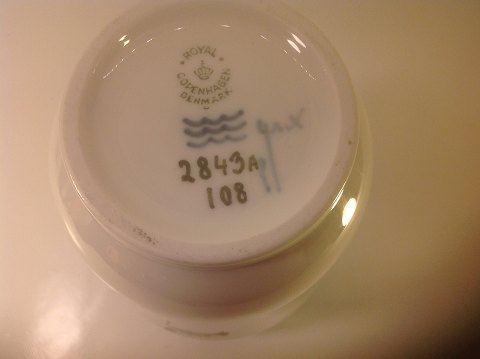 ROYAL
COPENHAGEN
DENMARK
2843A
108